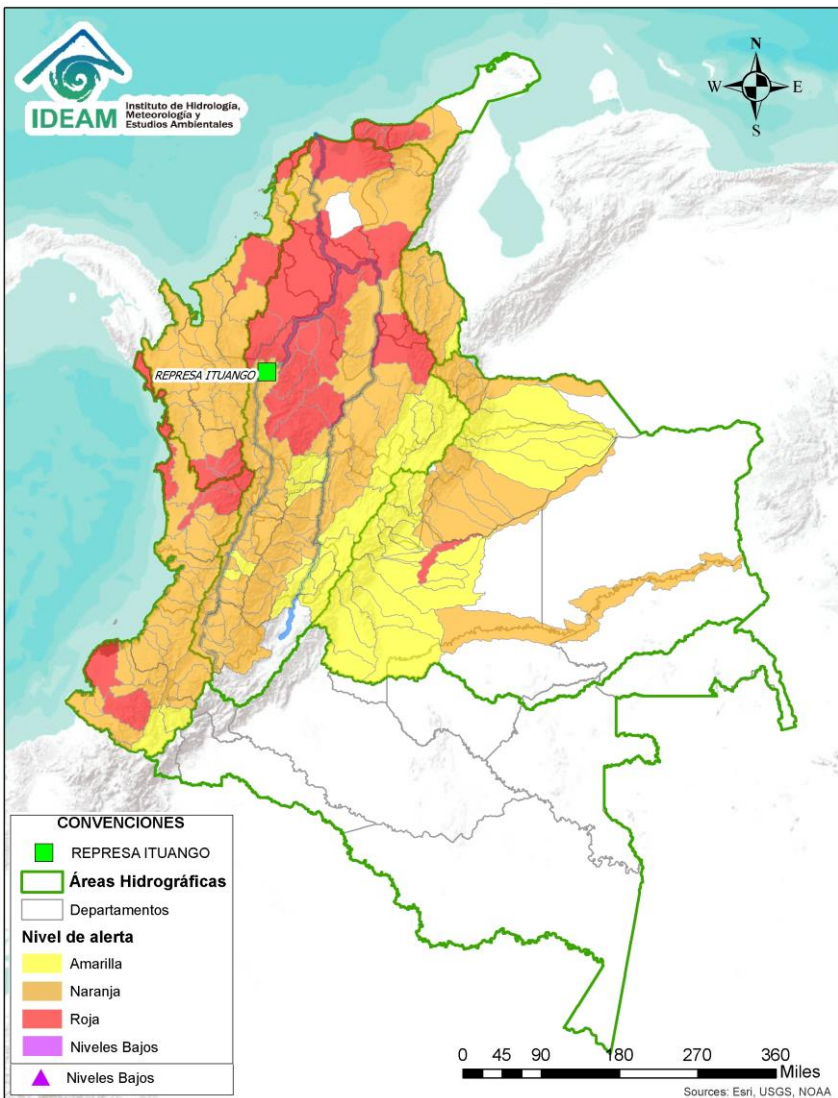 IDEAM
Instituto de Hidrología,
Meteorología y
Estudios Ambientales
N
W E
S
REPRESA ITUANGO
CONVENCIONES
REPRESA ITUANGO
Áreas Hidrográficas
Departamentos
Nivel de alerta
Amarilla
Naranja
Roja
Niveles Bajos
Niveles Bajos
0 45 90 180 270 360
Miles
Sources: Esri, USGS, NOAA